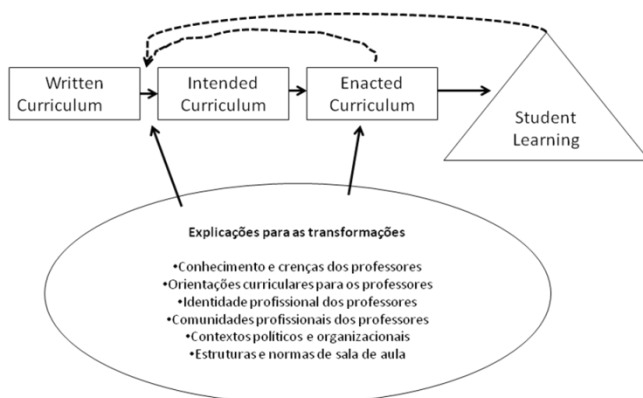 Written
Curriculum
Intended
Curriculum
Enacted
Curriculum
Student
Learning
Explicações para as transformações
•Conhecimento e crenças dos professores
•Orientações curriculares para os professores
•Identidade profissional dos professores
•Comunidades profissionais dos professores
•Contextos políticos e organizacionais
•Estruturas e normas de sala de aula